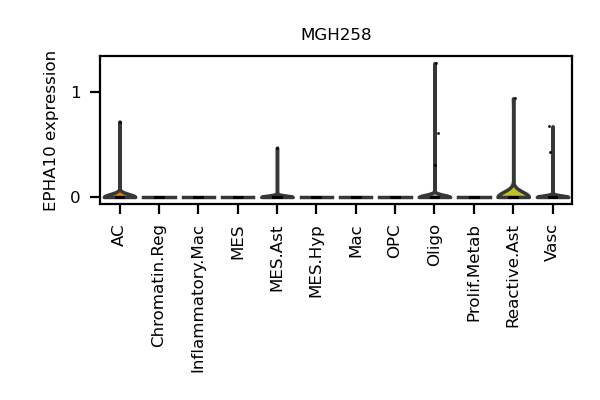 MGH258
EPHA10 expression
1
0
AC
Chromatin.Reg
Inflammatory.Mac
MES
MES.Ast
MES.Hyp
Mac
OPC
Oligo
Prolif.Metab
Reactive.Ast
Vasc